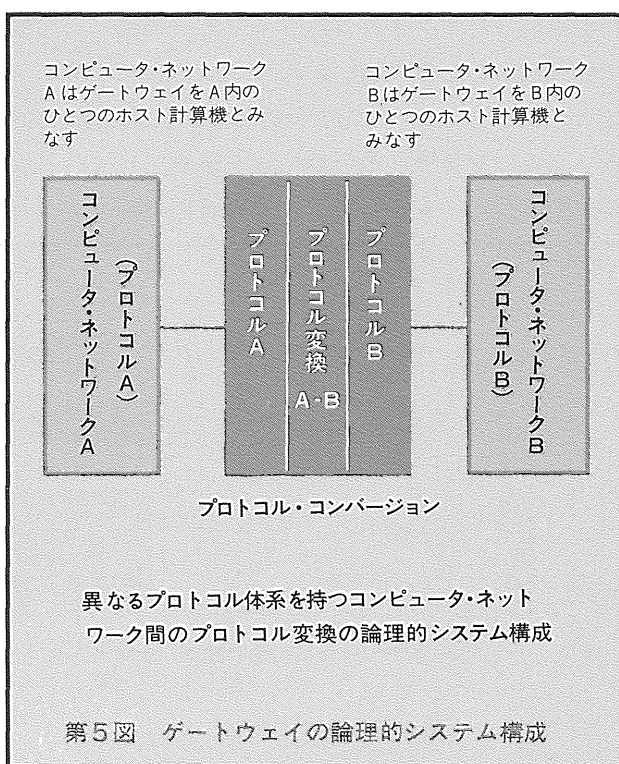 コンピュータ・ネットワーク
AはゲートウェイをA内の
ひとつのホスト計算機とみ
なす
コンピュータ・ネットワーク
BはゲートウェイをB内の
ひとつのホスト計算機と
みなす
コンピュータ・ネットワークA
(プロトコルA)
プロトコルA
プロトコル変換
A-B
プロトコルB
コンピュータ・ネットワークB
(プロトコルB)
プロトコル・コンバージョン
異なるプロトコル体系を持つコンピュータ・ネット
ワーク間のプロトコル変換の論理的システム構成
第5図 ゲートウェイの論理的システム構成